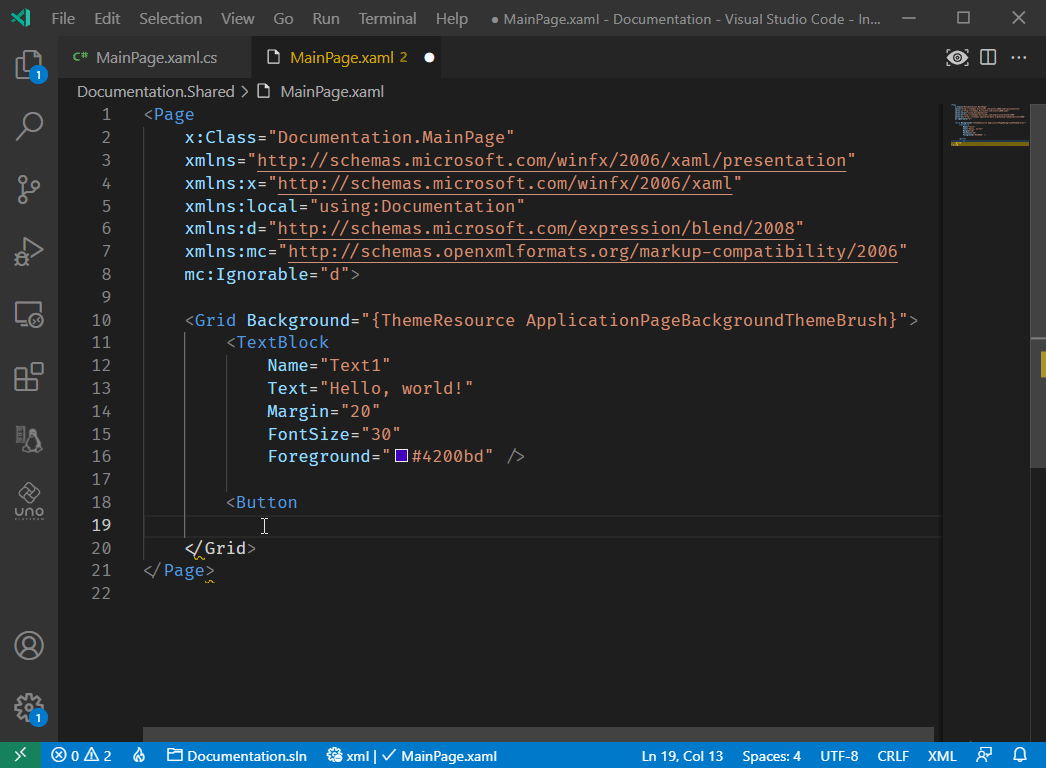 File Edit Selection View Go Run Terminal Help ● MainPage.xaml - Documentation - Visual Studio Code - In...
C# MainPage.xaml.cs MainPage.xaml 2
1
Documentation.Shared > MainPage.xaml
1 <Page
2 x:Class="Documentation.MainPage"
3 xmlns="http://schemas.microsoft.com/winfx/2006/xaml/presentation"
4 xmlns:x="http://schemas.microsoft.com/winfx/2006/xaml"
5 xmlns:local="using:Documentation"
6 xmlns:d="http://schemas.microsoft.com/expression/blend/2008"
7 xmlns:mc="http://schemas.openxmlformats.org/markup-compatibility/2006"
8 mc:Ignorable="d">
9
10 <Grid Background="{ThemeResource ApplicationPageBackgroundThemeBrush}">
11 <TextBlock
12 Name="Text1"
13 Text="Hello, world!"
14 Margin="20"
15 FontSize="30"
16 Foreground="#4200bd" />
17
18 <Button
19
20 </Grid>
21 </Page>
22
uno
PLATFORM
1
0 2 Documentation.sln xml | MainPage.xaml Ln 19, Col 13 Spaces: 4 UTF-8 CRLF XML